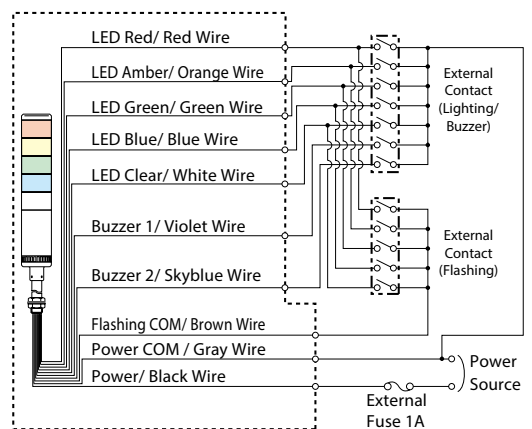 LED Red/ Red Wire
LED Amber/ Orange Wire
LED Green/ Green Wire
LED Blue/ Blue Wire
LED Clear/ White Wire
Buzzer 1/ Violet Wire
Buzzer 2/ Skyblue Wire
Flashing COM/ Brown Wire
Power COM / Gray Wire
Power/ Black Wire
External
Contact
(Lighting/
Buzzer)
External
Contact
(Flashing)
Power
Source
External
Fuse 1A